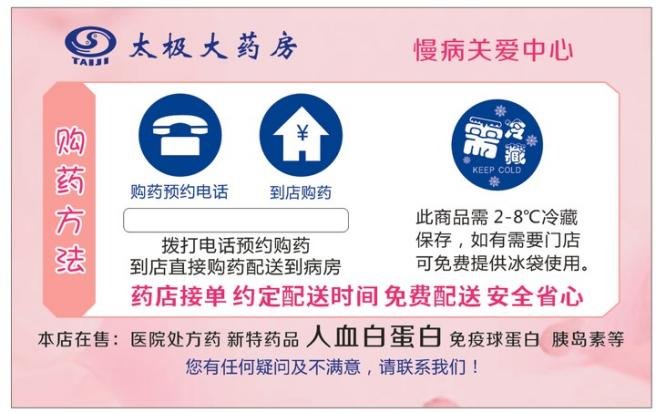 TAIJI
太极大药房
慢病关爱中心
购药方法
购药预约电话
¥
到店购药
拨打电话预约购药
到店直接购药配送到病房
需冷藏
KEEP COLD
此商品需 2-8℃冷藏
保存，如有需要门店
可免费提供冰袋使用。
药店接单 约定配送时间 免费配送 安全省心
本店在售：医院处方药 新特药品 人血白蛋白 免疫球蛋白 胰岛素等
您有任何疑问及不满意，请联系我们！